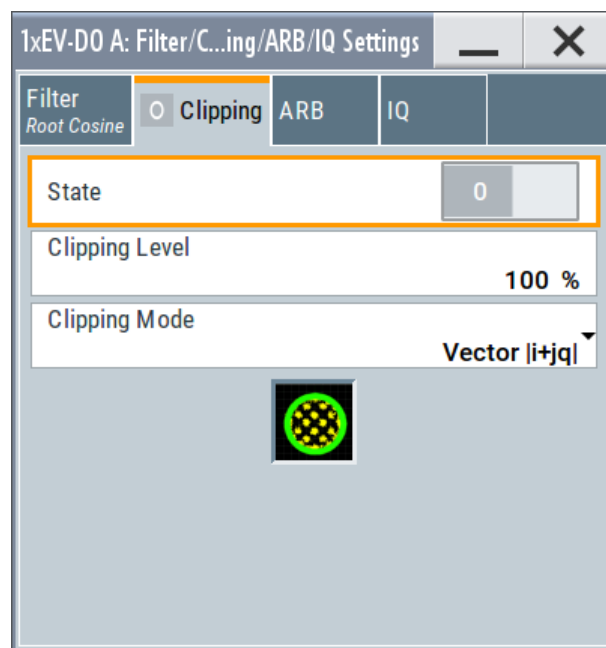 1xEV-DO A: Filter/C...ing/ARB/IQ Settings
Filter
Root Cosine
O Clipping
ARB
IQ
State
0
Clipping Level
100 %
Clipping Mode
Vector |i+jq|